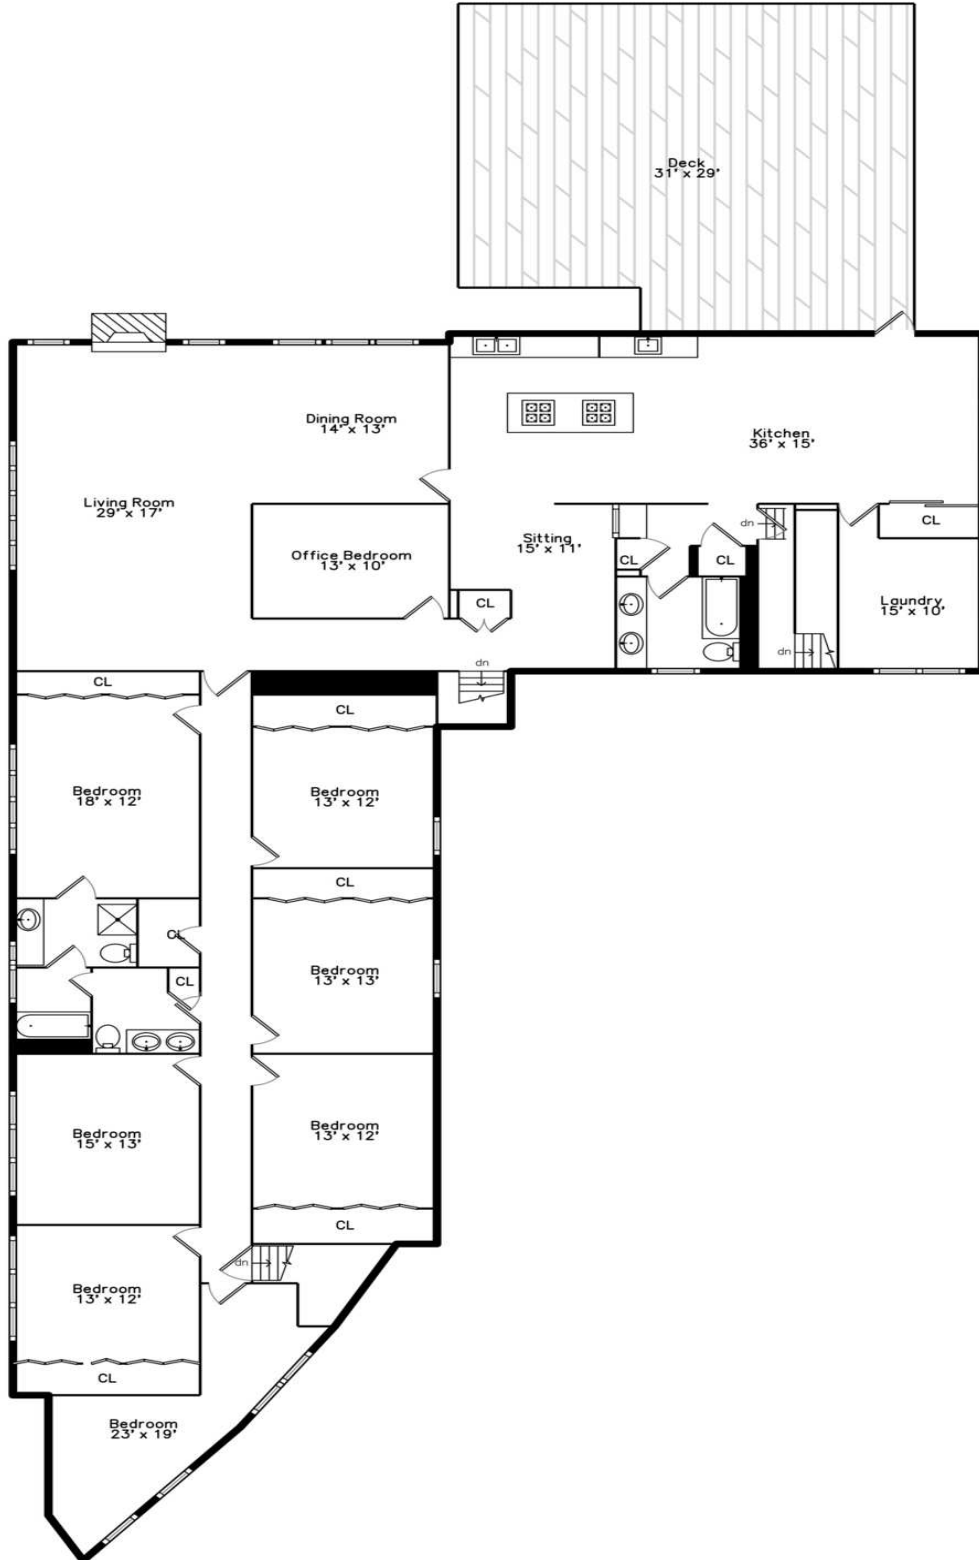 Deck
31' x 29'
Dining Room
14' x 13'
Kitchen
36' x 15'
Living Room
29' x 17'
dn
CL
Sitting
15' x 11'
Office Bedroom
13' x 10'
CL
CL
CL
Laundry
15' x 10'
dn
dn
CL
CL
Bedroom
18' x 12'
Bedroom
13' x 12'
CL
CL
Bedroom
13' x 13'
CL
Bedroom
15' x 13'
Bedroom
13' x 12'
CL
dn
Bedroom
13' x 12'
CL
Bedroom
23' x 19'